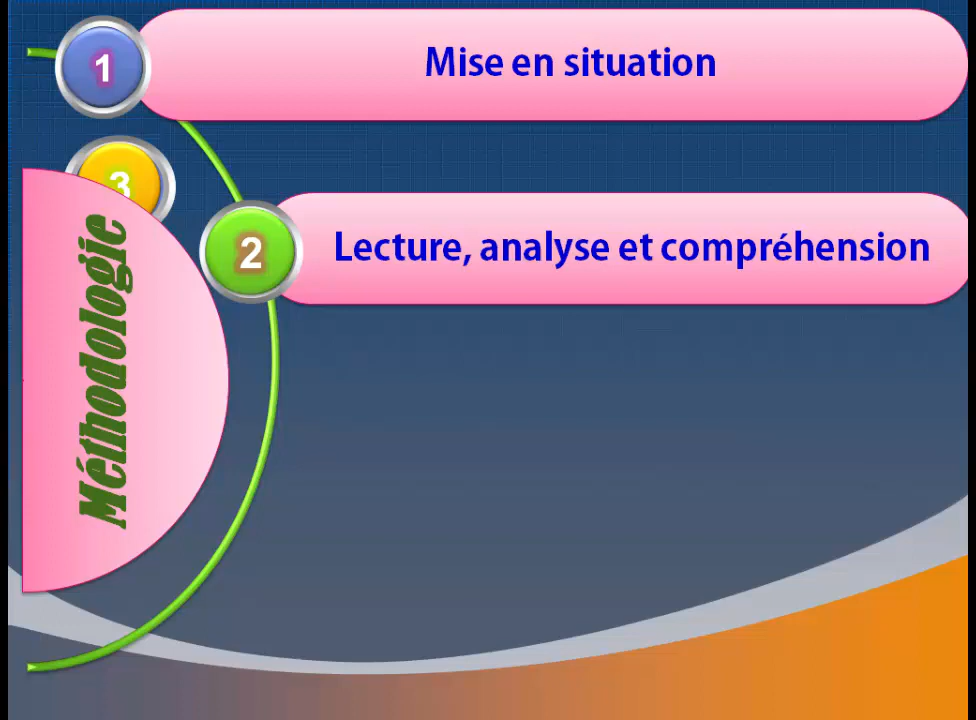 1
Mise en situation
3
2
Lecture, analyse et compréhension
Méthodologie